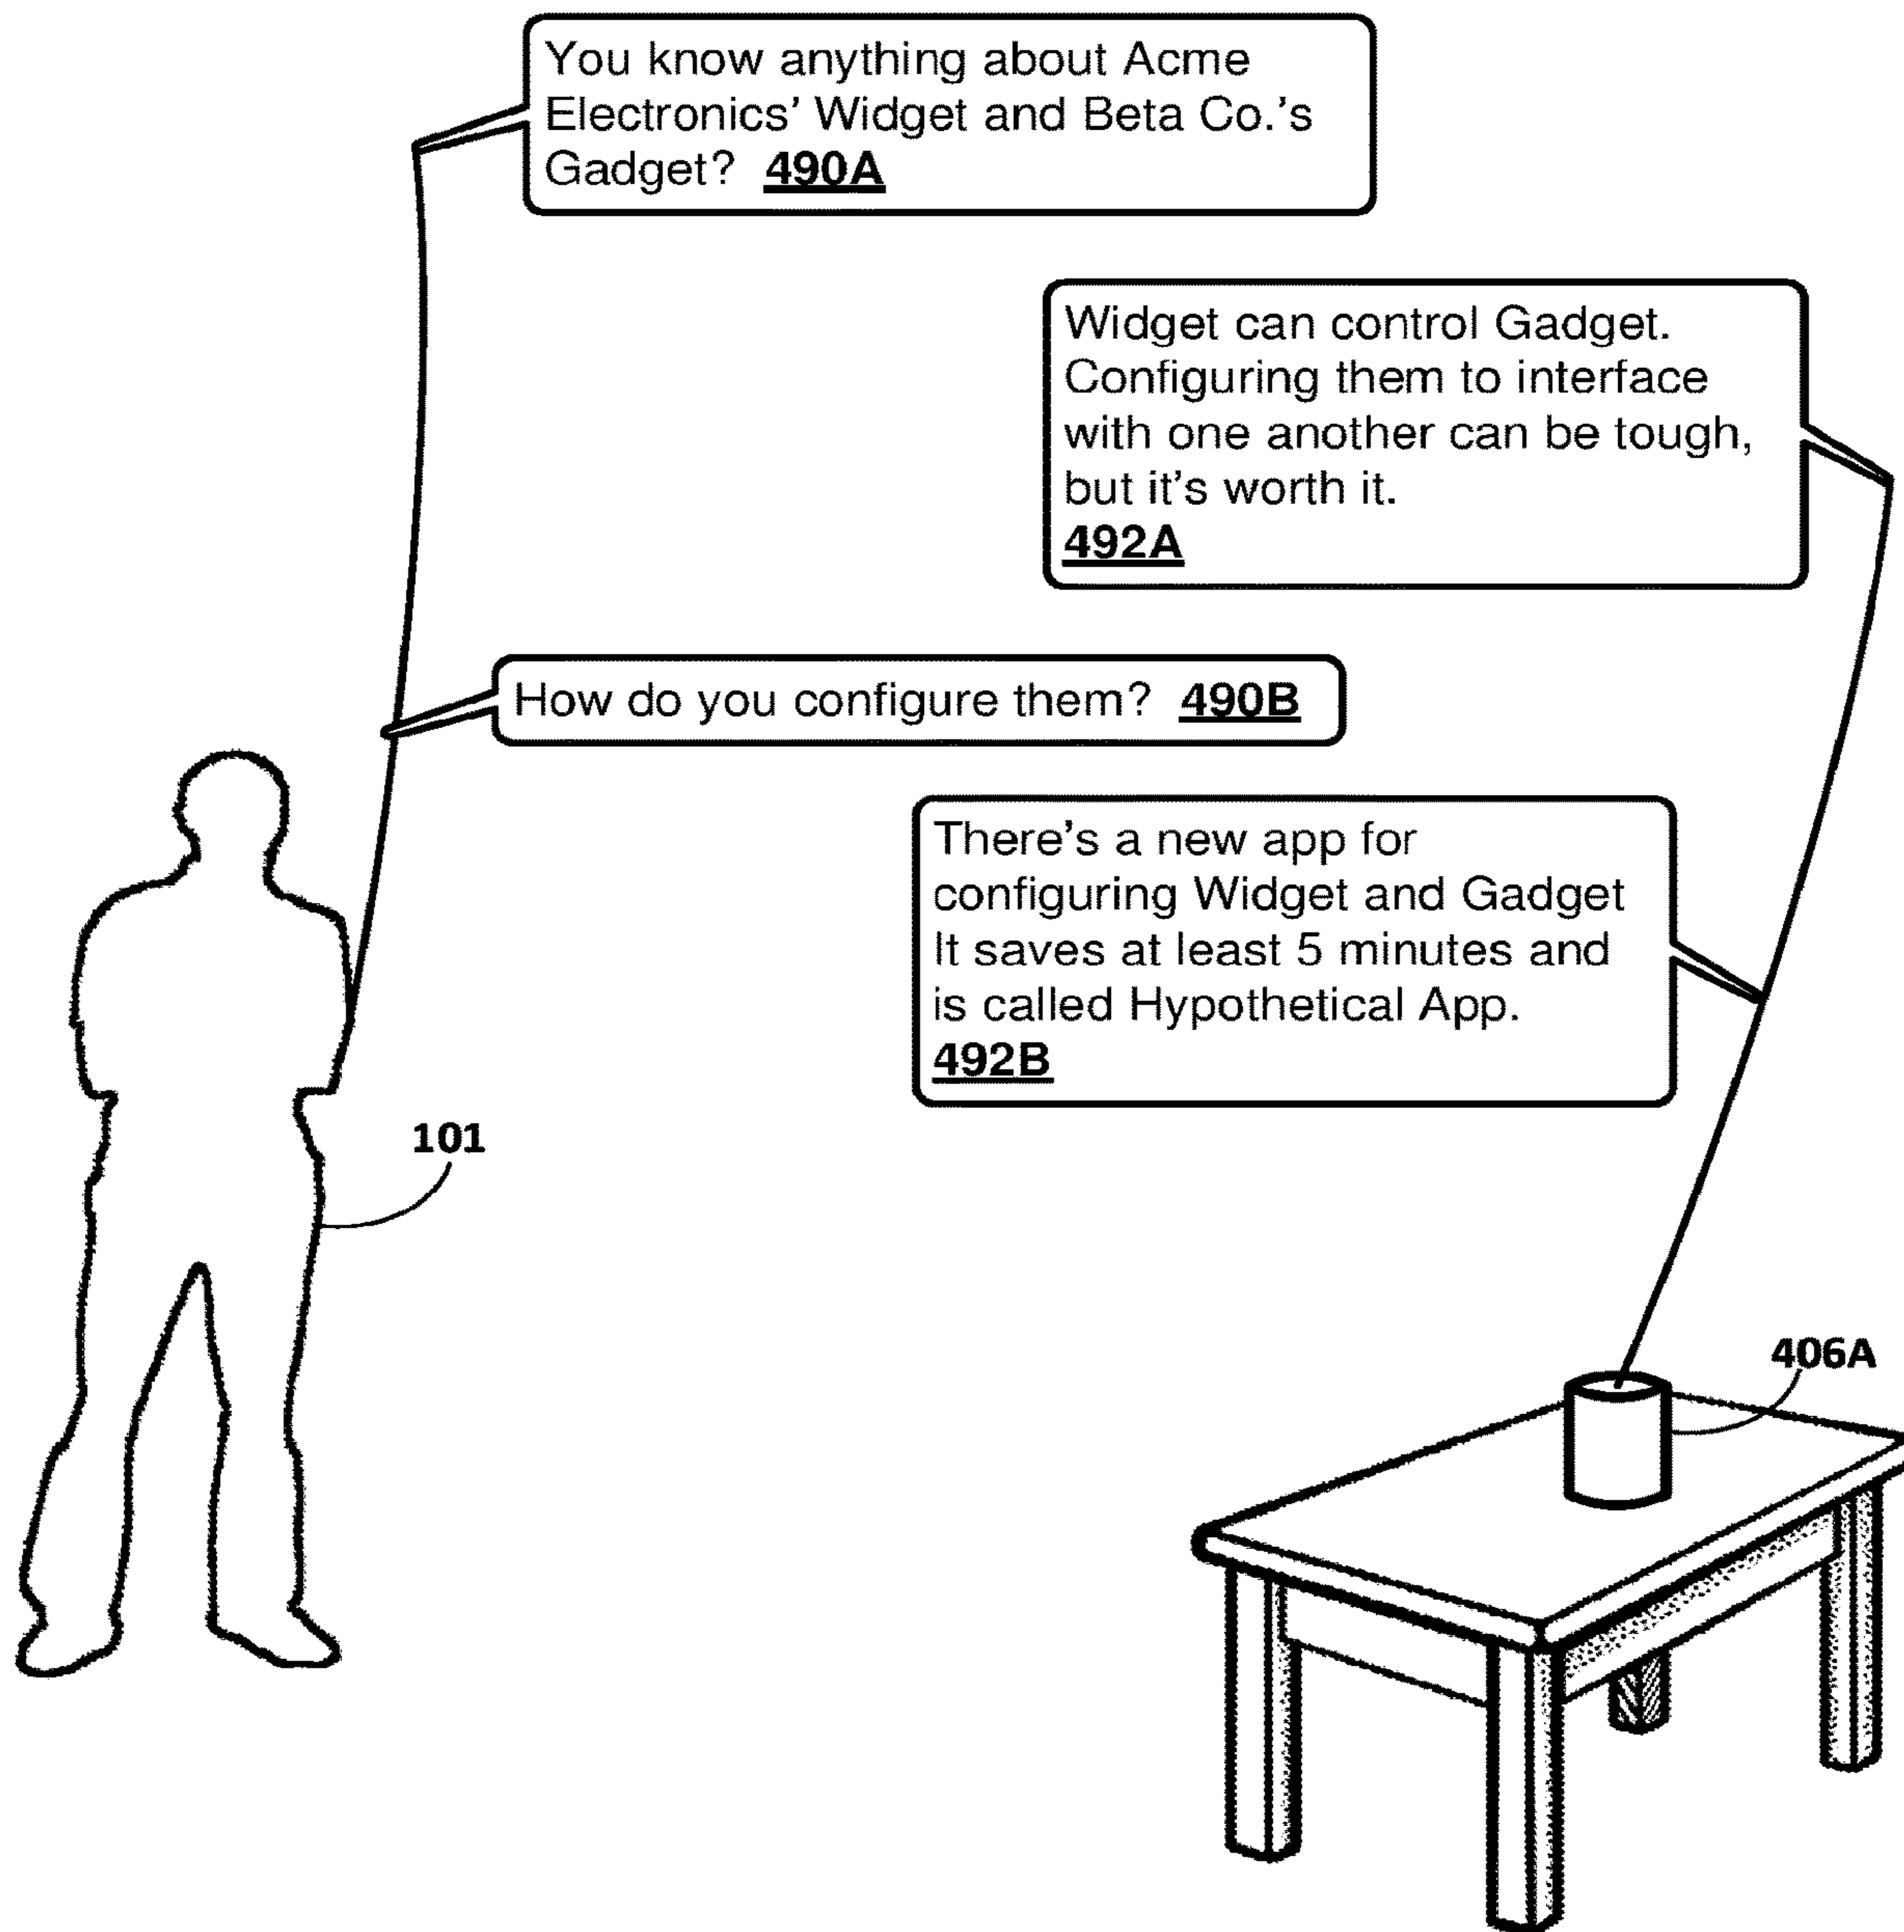 You know anything about Acme
Electronics' Widget and Beta Co.'s
Gadget? 490A
Widget can control Gadget.
Configuring them to interface
with one another can be tough,
but it's worth it.
492A
How do you configure them? 490B
There's a new app for
configuring Widget and Gadget
It saves at least 5 minutes and
is called Hypothetical App.
492B
101
406A